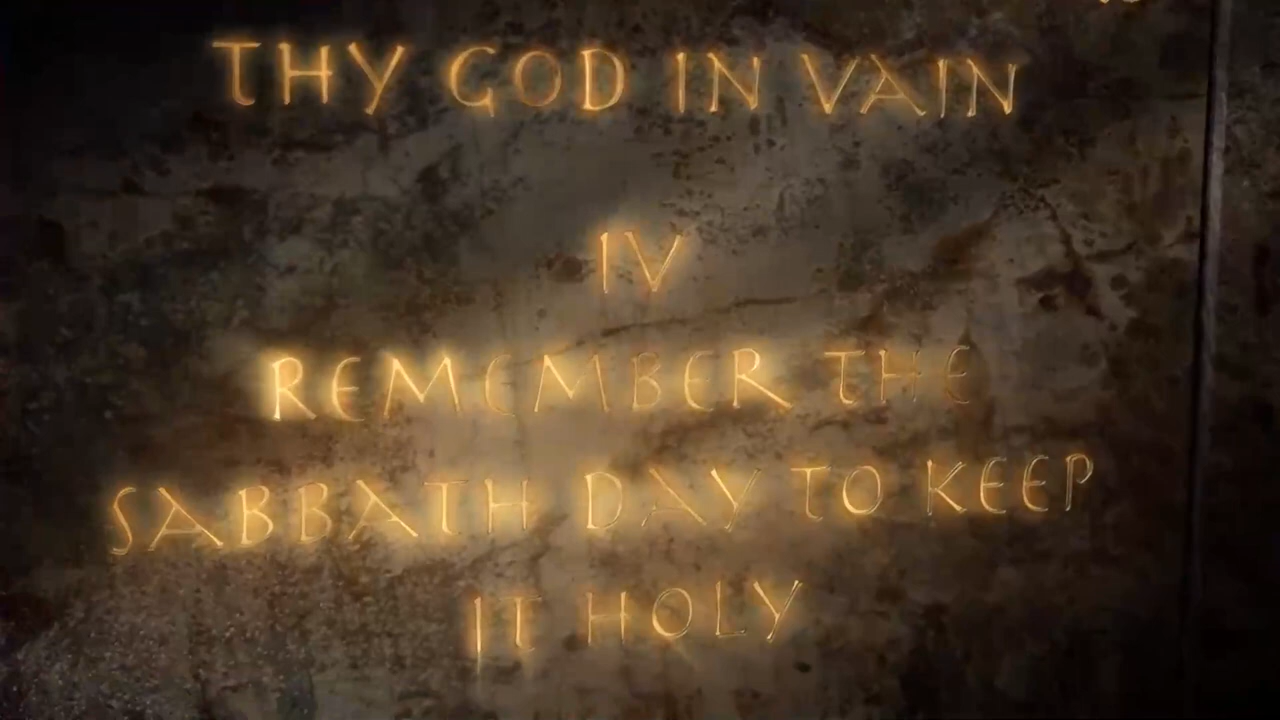 THY GOD IN VAIN
IV
REMEMBER THE
SABBATH DAY TO KEEP
IT HOLY